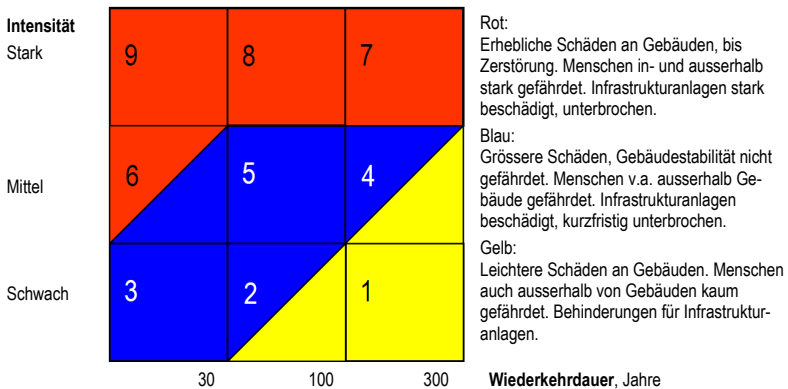 Intensität
Stark
9 8 7
Mittel
6 5 4
Schwach
3 2 1
30 100 300
Wiederkehrdauer, Jahre
Rot:
Erhebliche Schäden an Gebäuden, bis
Zerstörung. Menschen in- und ausserhalb
stark gefährdet. Infrastrukturanlagen stark
beschädigt, unterbrochen.
Blau:
Grössere Schäden, Gebäudestabilität nicht
gefährdet. Menschen v.a. ausserhalb Ge-
bäude gefährdet. Infrastrukturanlagen
beschädigt, kurzfristig unterbrochen.
Gelb:
Leichtere Schäden an Gebäuden. Menschen
auch ausserhalb von Gebäuden kaum
gefährdet. Behinderungen für Infrastruktur-
anlagen.